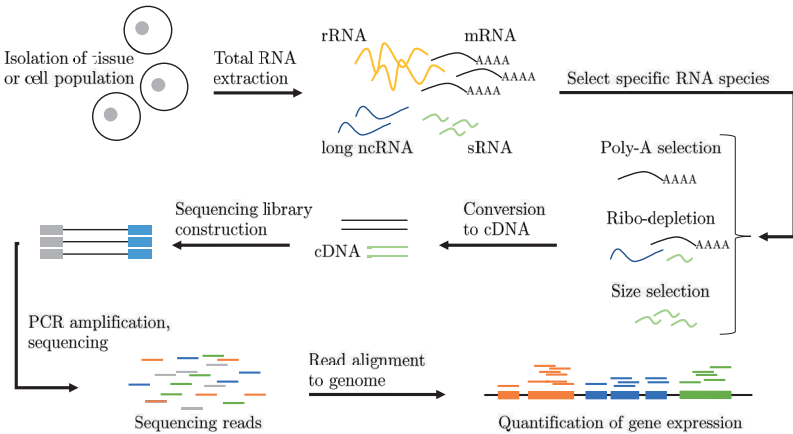 Isolation of tissue
or cell population
Total RNA
extraction
rRNA
mRNA
AAAA
AAAA
AAAA
long ncRNA
sRNA
Select specific RNA species
Poly-A selection
AAAA
Ribo-depletion
AAAA
Size selection
Conversion
to cDNA
cDNA
Sequencing library
construction
PCR amplification,
sequencing
Sequencing reads
Read alignment
to genome
Quantification of gene expression